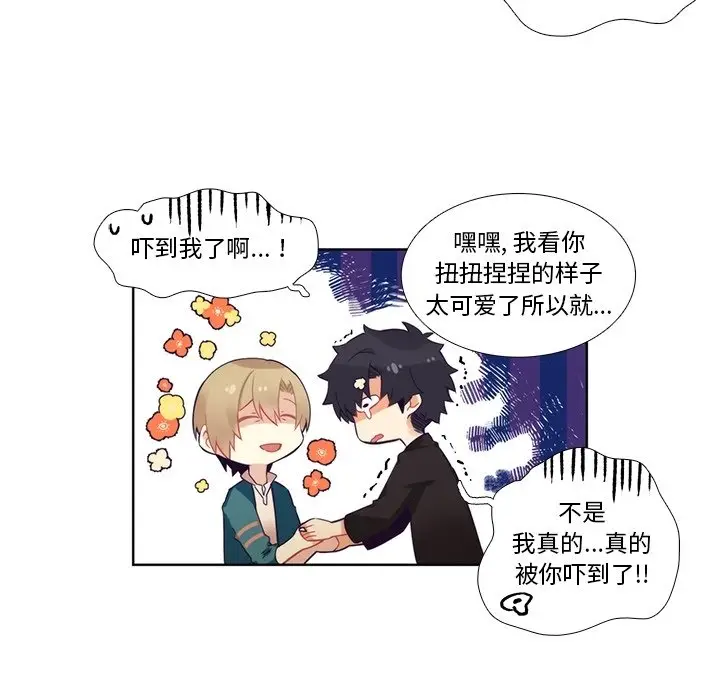 吓到我了啊...！
嘿嘿, 我看你
扭扭捏捏的样子
太可爱了所以就...
不是
我真的...真的
被你吓到了!!